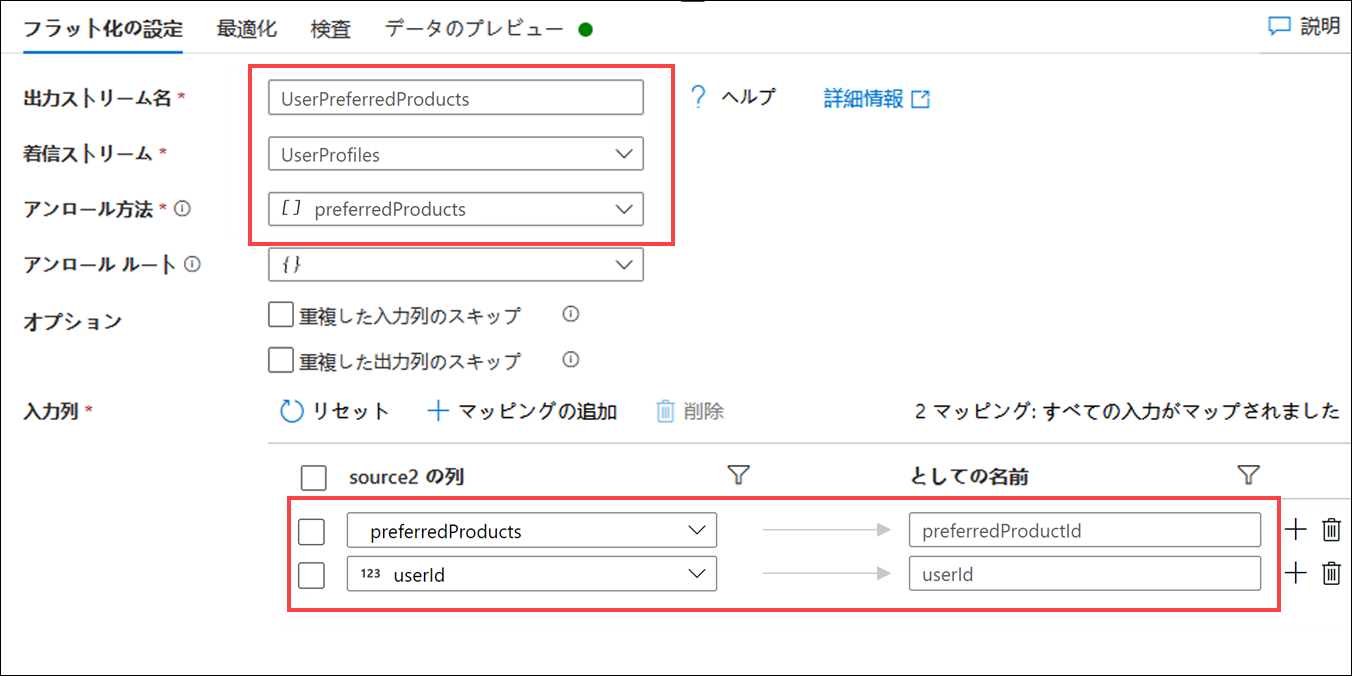 フラット化の設定 最適化 検査 データのプレビュー 説明
出力ストリーム名 * UserPreferredProducts ? ヘルプ 詳細情報
着信ストリーム * UserProfiles
アンロール方法 * [] preferredProducts
アンロール ルート {}
オプション 重複した入力列のスキップ
重複した出力列のスキップ
入力列 * リセット マッピングの追加 削除 2 マッピング: すべての入力がマップされました
source2 の列 としての名前
preferredProducts preferredProductId
123 userId userId